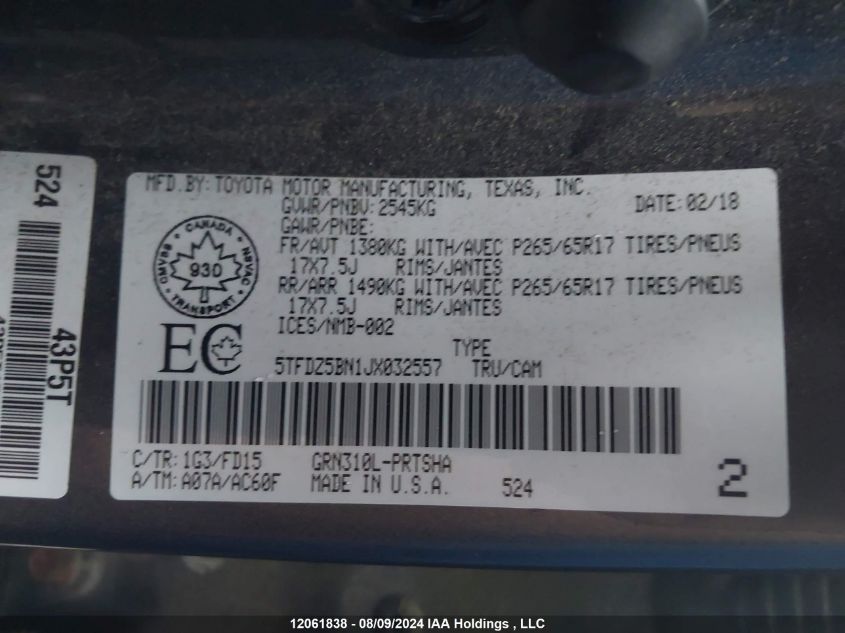 MFD.BY: TOYOTA MOTOR MANUFACTURING, TEXAS, INC.
GVWR/PNBV: 2545KG DATE: 02/18
GAWR/PNBE:
FR/AVT 1380KG WITH/AVEC P265/65R17 TIRES/PNEUS
17X7.5J RIMS/JANTES
RR/ARR 1490KG WITH/AVEC P265/65R17 TIRES/PNEUS
17X7.5J RIMS/JANTES
ICES/NMB-002
CANADA
CMVSS NSVAC
930
TRANSPORT
EC
TYPE
5TFDZ5BN1JX032557 TRU/CAM
C/TR: 1G3/FD15 GRN310L-PRTSHA
A/TM: A07A/AC60F MADE IN U.S.A. 524
2
524
43P5T
12061838 - 08/09/2024 IAA Holdings , LLC